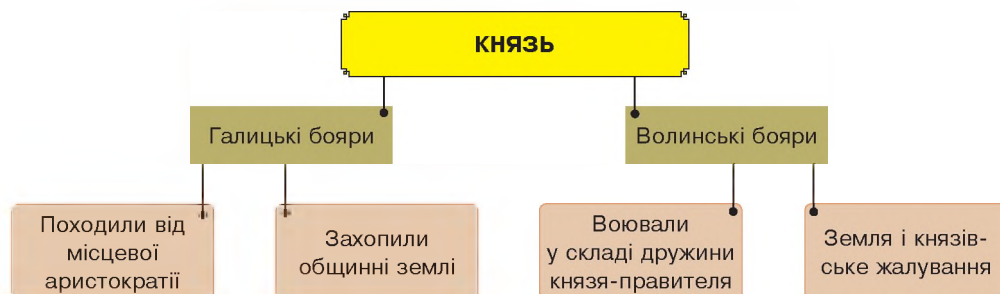 КНЯЗЬ
Галицькі бояри
Волинські бояри
Походили від
місцевої
аристократії
Захопили
общинні землі
Воювали
у складі дружини
князя-правителя
Земля і князів-
ське жалування